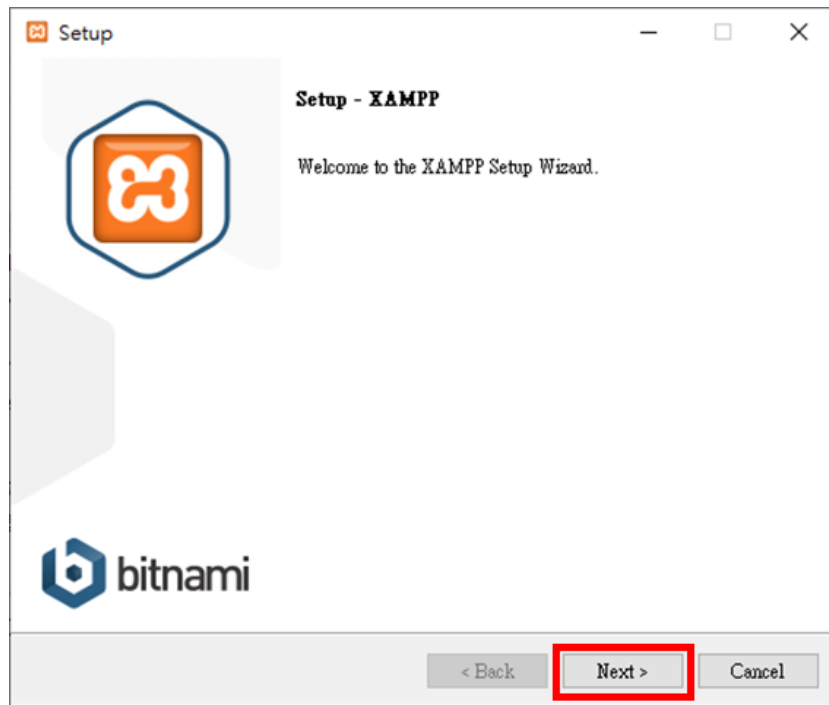 Setup
Setup - XAMPP
Welcome to the XAMPP Setup Wizard.
bitnami
< Back
Next >
Cancel